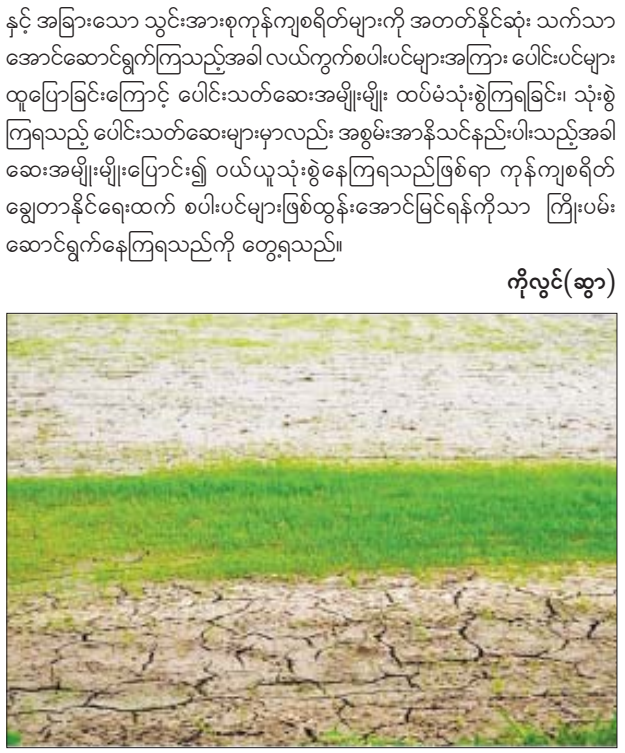 နှင့် အခြားသော သွင်းအားစုကုန်ကျစရိတ်များကို အတတ်နိုင်ဆုံး သက်သာ
အောင်ဆောင်ရွက်ကြသည့်အခါ လယ်ကွက်စပါးပင်များအကြား ပေါင်းပင်များ
ထူပြောခြင်းကြောင့် ပေါင်းသတ်ဆေးအမျိုးမျိုး ထပ်မံသုံးစွဲကြရခြင်း၊ သုံးစွဲ
ကြရသည့် ပေါင်းသတ်ဆေးများမှာလည်း အစွမ်းအာနိသင်နည်းပါးသည့်အခါ
ဆေးအမျိုးမျိုးပြောင်း၍ ဝယ်ယူသုံးစွဲနေကြရသည်ဖြစ်ရာ ကုန်ကျစရိတ်
ချွေတာနိုင်ရေးထက် စပါးပင်များဖြစ်ထွန်းအောင်မြင်ရန်ကိုသာ ကြိုးပမ်း
ဆောင်ရွက်နေကြရသည်ကို တွေ့ရသည်။
ကိုလွင်(ဆွာ)